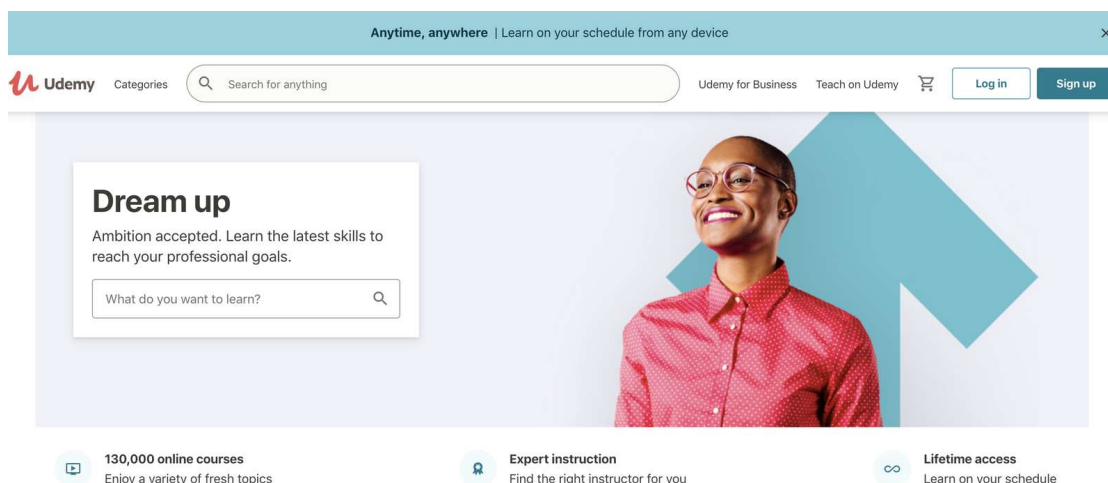 Anytime, anywhere | Learn on your schedule from any device
Udemy Categories Search for anything Udemy for Business Teach on Udemy Log in Sign up
Dream up
Ambition accepted. Learn the latest skills to
reach your professional goals.
What do you want to learn?
130,000 online courses
Enjoy a variety of fresh topics
Expert instruction
Find the right instructor for you
Lifetime access
Learn on your schedule